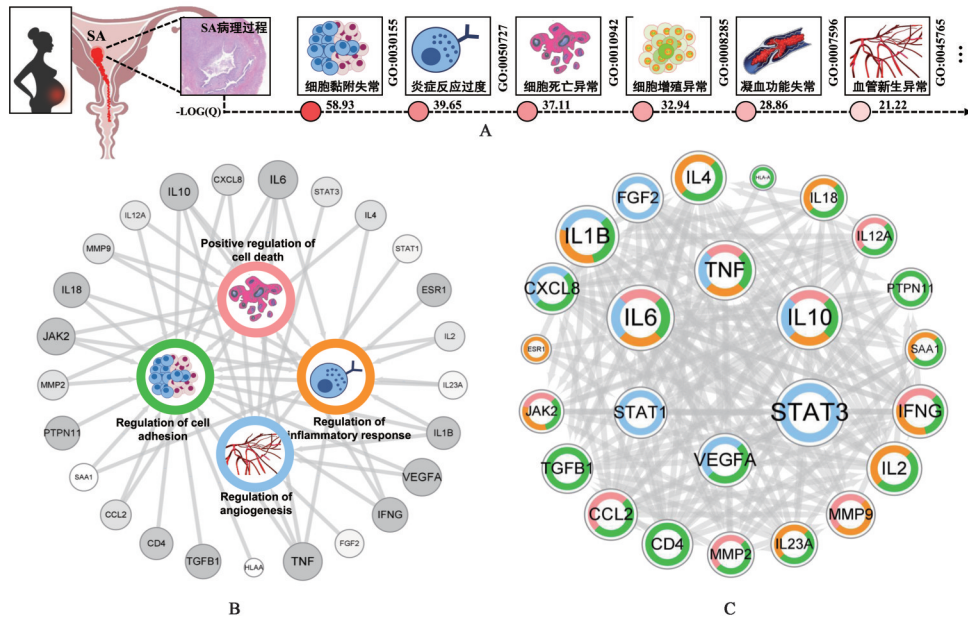 SA
SA病理过程
细胞黏附失常
GO:0030155
炎症反应过度
GO:0050727
细胞死亡异常
GO:0010942
细胞增殖异常
GO:0008285
凝血功能失常
GO:0007596
血管新生异常
GO:0045765
...
-LOG(Q)
58.93
39.65
37.11
32.94
28.86
21.22
A
IL10
CXCL8
IL6
STAT3
IL12A
IL4
MMP9
STAT1
Positive regulation of
cell death
IL18
ESR1
JAK2
IL2
MMP2
IL23A
Regulation of cell
adhesion
Regulation of
inflammatory response
PTPN11
IL1B
SAA1
VEGFA
Regulation of
angiogenesis
CCL2
IFNG
CD4
FGF2
TGFB1
HLAA
TNF
B
IL4
HLA-A
FGF2
IL18
IL1B
IL12A
TNF
CXCL8
PTPN11
IL6
IL10
ESR1
SAA1
JAK2
STAT1
STAT3
IFNG
TGFB1
VEGFA
IL2
CCL2
MMP9
CD4
MMP2
IL23A
C